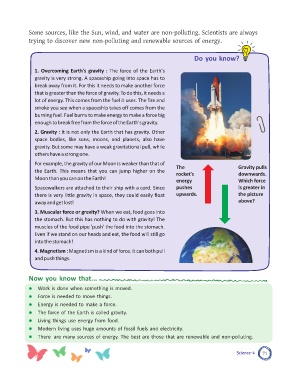 Some sources, like the Sun, wind, and water are non-polluting. Scientists are always
trying to discover new non-polluting and renewable sources of energy.
Do you know?
1. Overcoming Earth's gravity : The force of the Earth's
gravity is very strong. A spaceship going into space has to
break away from it. For this it needs to make another force
that is greater than the force of gravity. To do this, it needs a
lot of energy. This comes from the fuel it uses. The fire and
smoke you see when a spaceship takes off comes from the
burning fuel. Fuel burns to make energy to make a force big
enough to break free from the force of the Earth's gravity.
2. Gravity : It is not only the Earth that has gravity. Other
space bodies, like suns, moons, and planets, also have
gravity. But some may have a weak gravitational pull, while
others have a strong one.
For example, the gravity of our Moon is weaker than that of
the Earth. This means that you can jump higher on the
Moon than you can on the Earth!
Spacewalkers are attached to their ship with a cord. Since
there is very little gravity in space, they could easily float
away and get lost!
3. Muscular force or gravity? When we eat, food goes into
the stomach. But this has nothing to do with gravity! The
muscles of the food pipe 'push' the food into the stomach.
Even if we stand on our heads and eat, the food will still go
into the stomach!
4. Magnetism : Magnetism is a kind of force. It can both pull
and push things.
The
rocket's
energy
pushes
upwards.
Gravity pulls
downwards.
Which force
is greater in
the picture
above?
Now you know that...
Work is done when something is moved.
Force is needed to move things.
Energy is needed to make a force.
The force of the Earth is called gravity.
Living things use energy from food.
Modern living uses huge amounts of fossil fuels and electricity.
There are many sources of energy. The best are those that are renewable and non-polluting.
Science-4